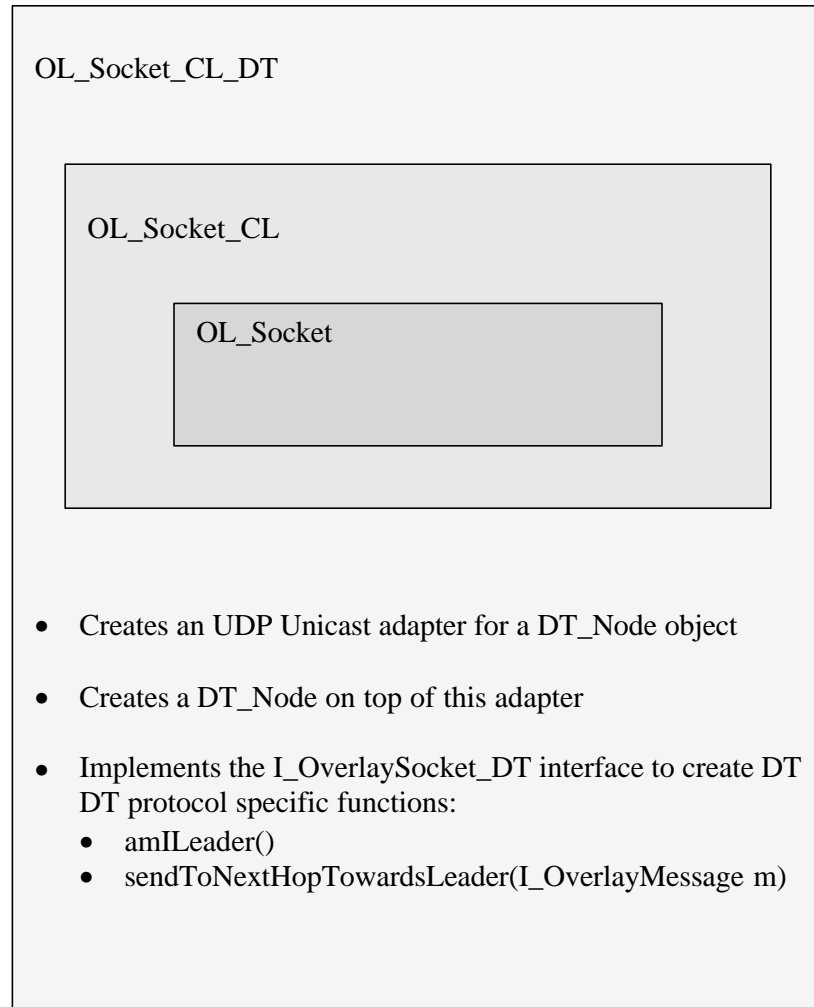 OL_Socket_CL_DT
OL_Socket_CL
OL_Socket
• Creates an UDP Unicast adapter for a DT_Node object
• Creates a DT_Node on top of this adapter
• Implements the I_OverlaySocket_DT interface to create DT
DT protocol specific functions:
• amILeader()
• sendToNextHopTowardsLeader(I_OverlayMessage m)